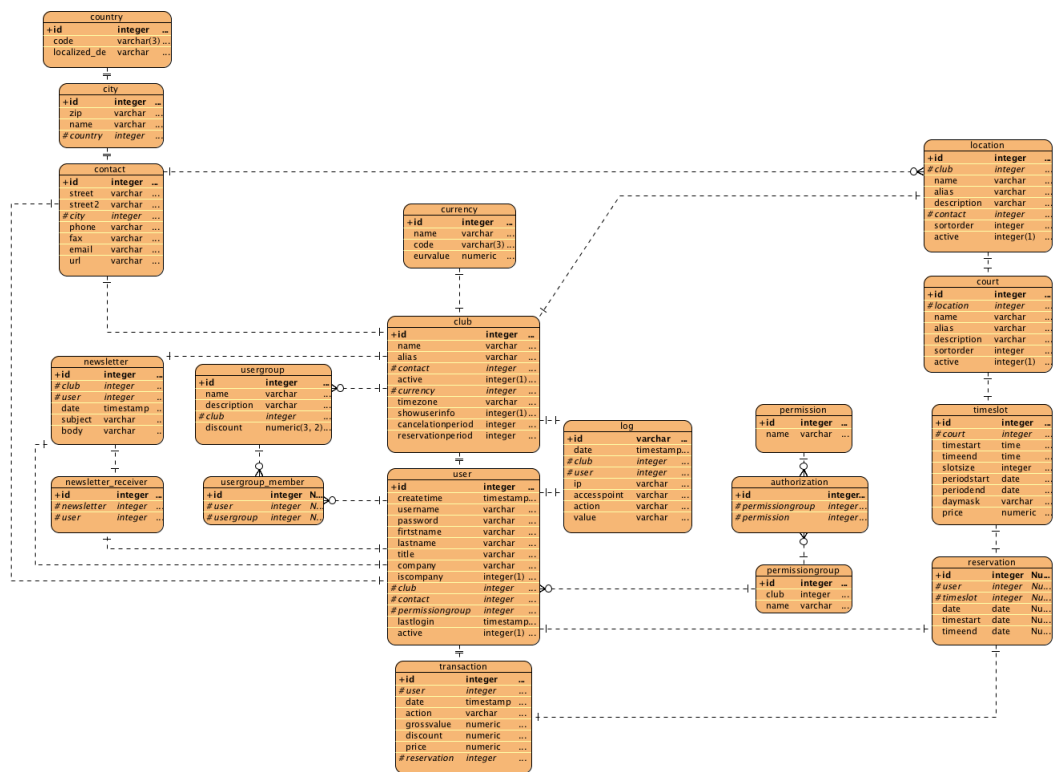 country
+id integer ...
code varchar(3) ...
localized_de varchar ...
city
+id integer ...
zip varchar ...
name varchar ...
#country integer ...
contact
+id integer ...
street varchar ...
street2 varchar ...
#city integer ...
phone varchar ...
fax varchar ...
email varchar ...
url varchar ...
currency
+id integer ...
name varchar ...
code varchar(3) ...
eurvalue numeric ...
location
+id integer ...
#club integer ...
name varchar ...
alias varchar ...
description varchar ...
#contact integer ...
sortorder integer ...
active integer(1) ...
court
+id integer ...
#location integer ...
name varchar ...
alias varchar ...
description varchar ...
sortorder integer ...
active integer(1) ...
club
+id integer ...
name varchar ...
alias varchar ...
#contact integer ...
active integer(1) ...
#currency integer ...
timezone varchar ...
showuserinfo integer(1) ...
cancelationperiod integer ...
reservationperiod integer ...
newsletter
+id integer ...
#club integer ..
#user integer ..
date timestamp ..
subject varchar ..
body varchar ..
usergroup
+id integer ...
name varchar ...
description varchar ...
#club integer ...
discount numeric(3, 2) ...
log
+id varchar ...
date timestamp...
#club integer ...
#user integer ...
ip varchar ...
accesspoint varchar ...
action varchar ...
value varchar ...
permission
+id integer ...
name varchar ...
timeslot
+id integer ...
#court integer ...
timestart time ...
timeend time ...
slotsize integer ...
periodstart date ...
periodend date ...
daymask varchar ...
price numeric ...
newsletter_receiver
+id integer ...
#newsletter integer ...
#user integer ...
usergroup_member
+id integer N...
#user integer N...
#usergroup integer N...
user
+id integer ...
createtime timestamp...
username varchar ...
password varchar ...
firtstname varchar ...
lastname varchar ...
title varchar ...
company varchar ...
iscompany integer(1) ...
#club integer ...
#contact integer ...
#permissiongroup integer ...
lastlogin timestamp...
active integer(1) ...
authorization
+id integer...
#permissiongroup integer...
#permission integer...
permissiongroup
+id integer ...
club integer ...
name varchar ...
reservation
+id integer Nu...
#user integer Nu...
#timeslot integer Nu...
date date Nu...
timestart date Nu...
timeend date Nu...
transaction
+id integer ...
#user integer ...
date timestamp ...
action varchar ...
grossvalue numeric ...
discount numeric ...
price numeric ...
#reservation integer ...